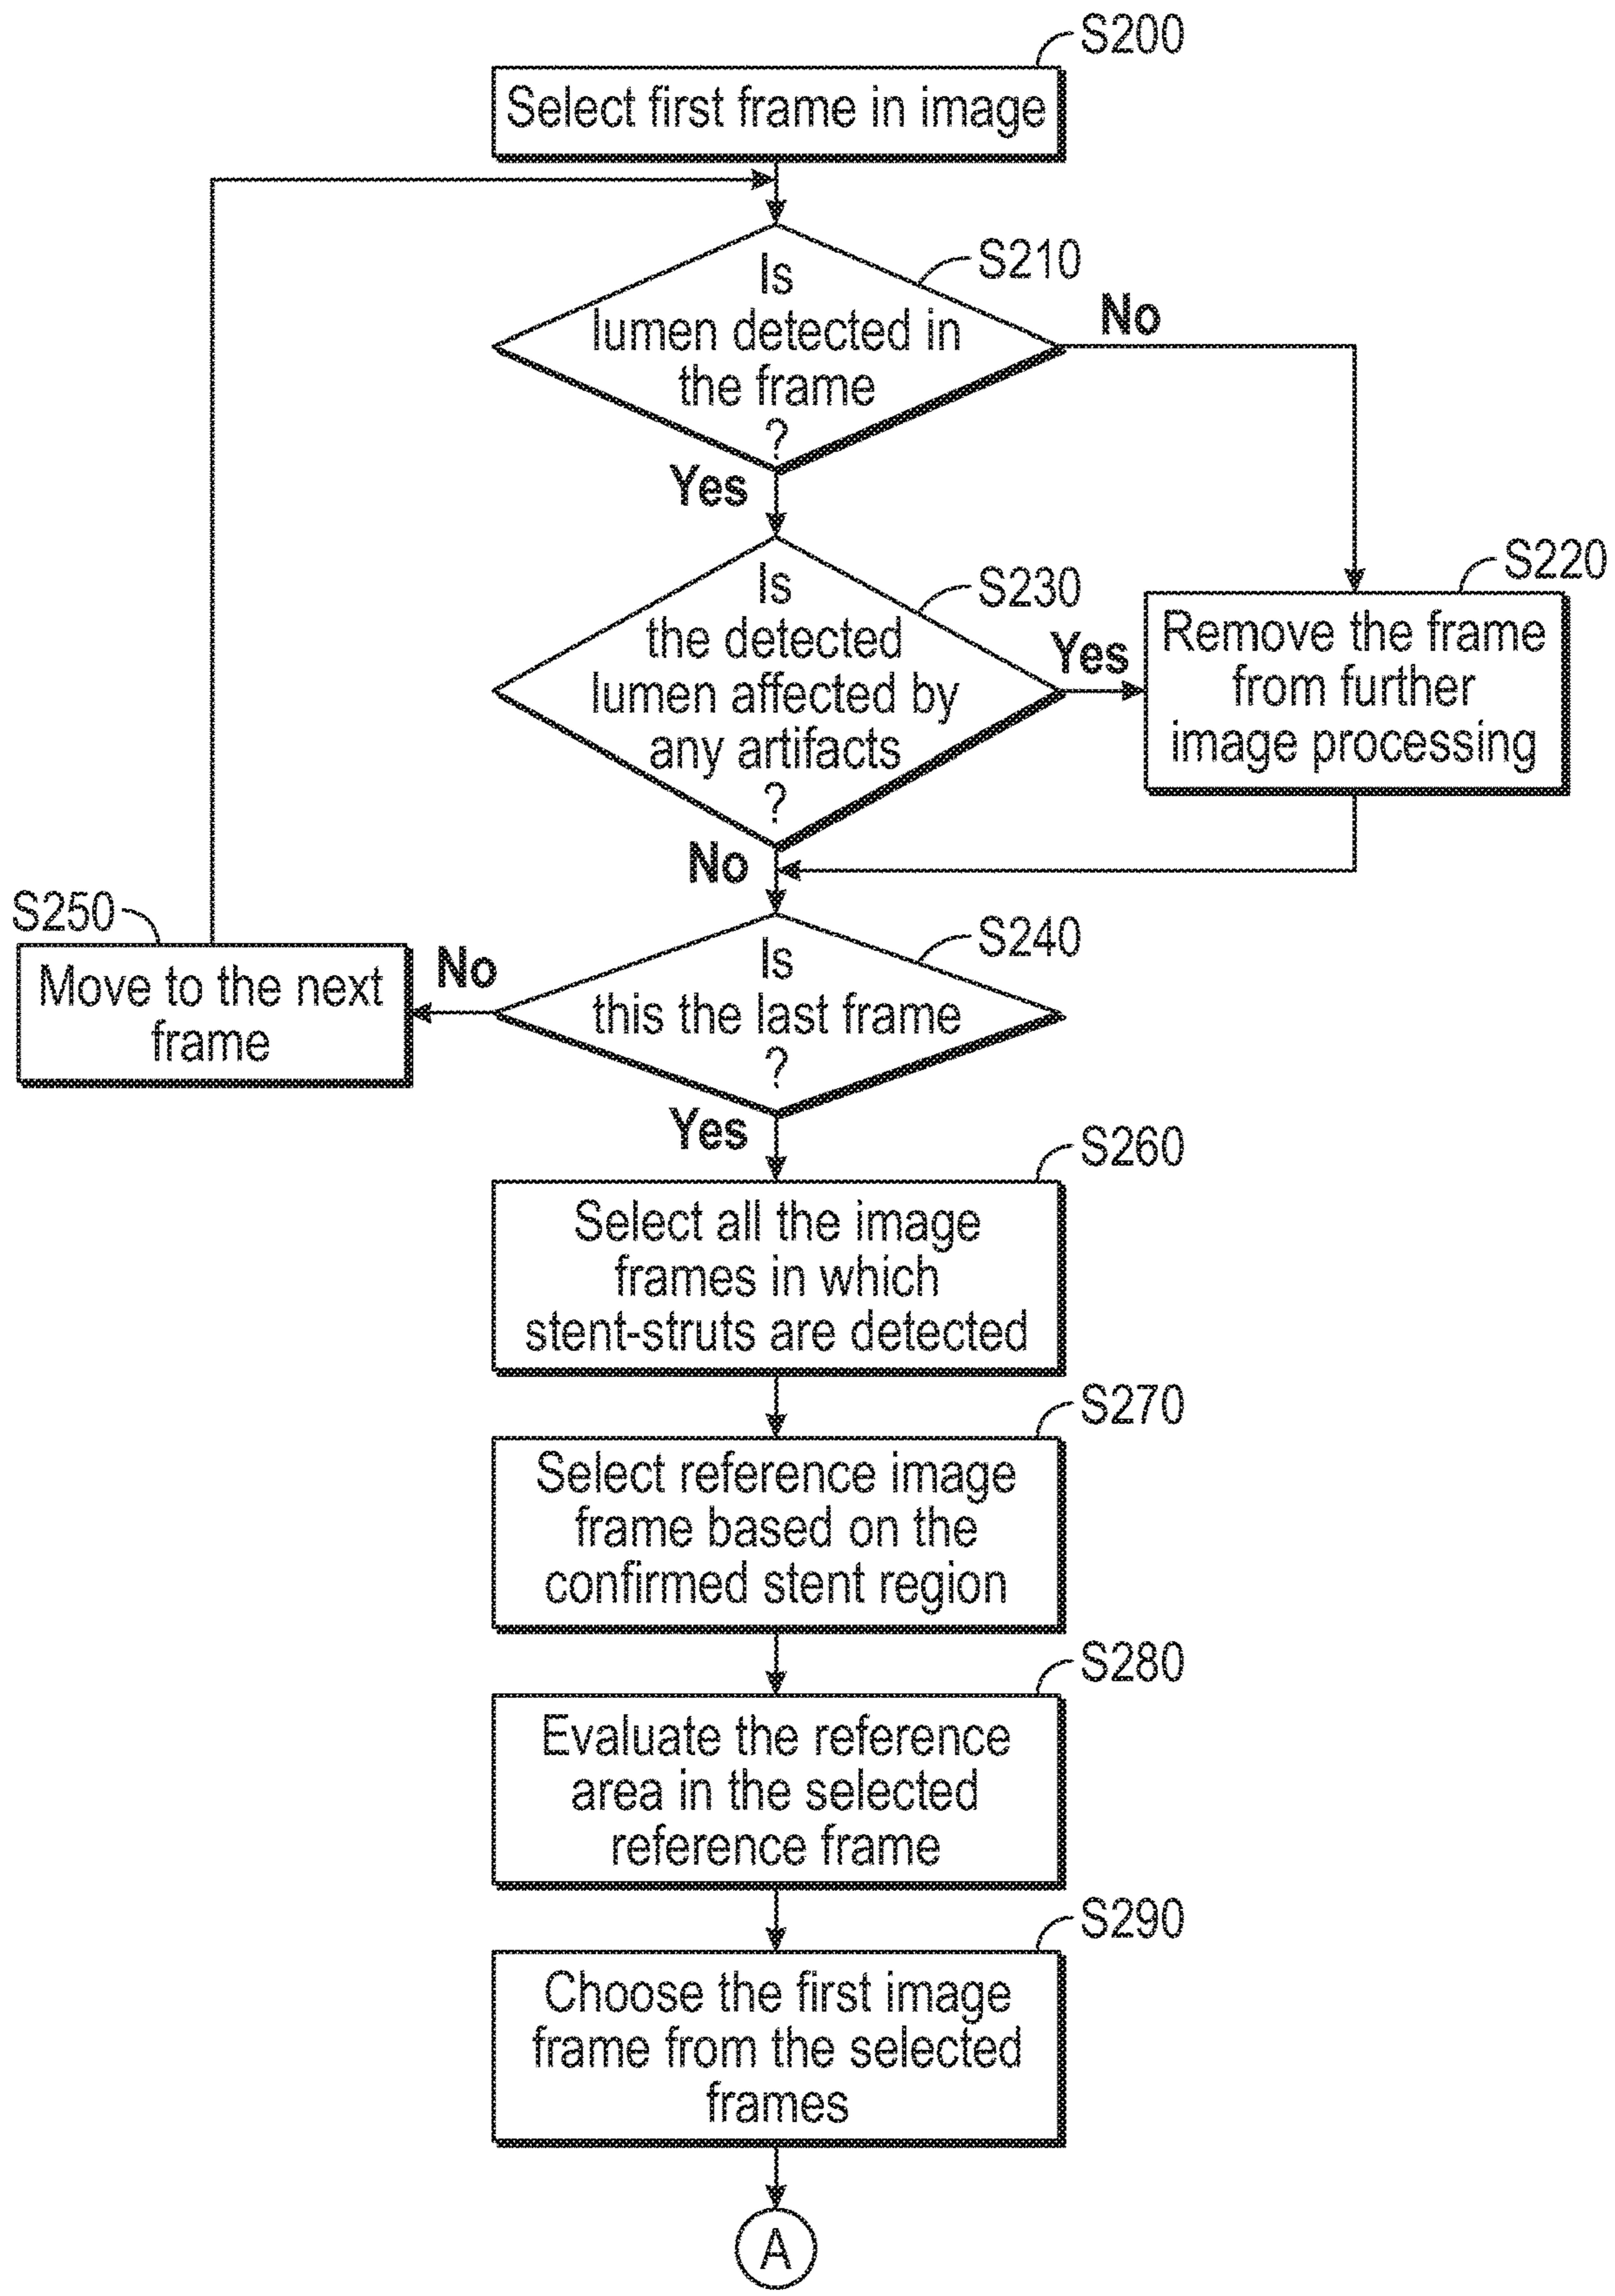 S200
Select first frame in image
S210
Is
lumen detected in
the frame
?
No
Yes
S230
Is
the detected
lumen affected by
any artifacts
?
Yes
S220
Remove the frame
from further
image processing
No
S250
Move to the next
frame
No
S240
Is
this the last frame
?
Yes
S260
Select all the image
frames in which
stent-struts are detected
S270
Select reference image
frame based on the
confirmed stent region
S280
Evaluate the reference
area in the selected
reference frame
S290
Choose the first image
frame from the selected
frames
A